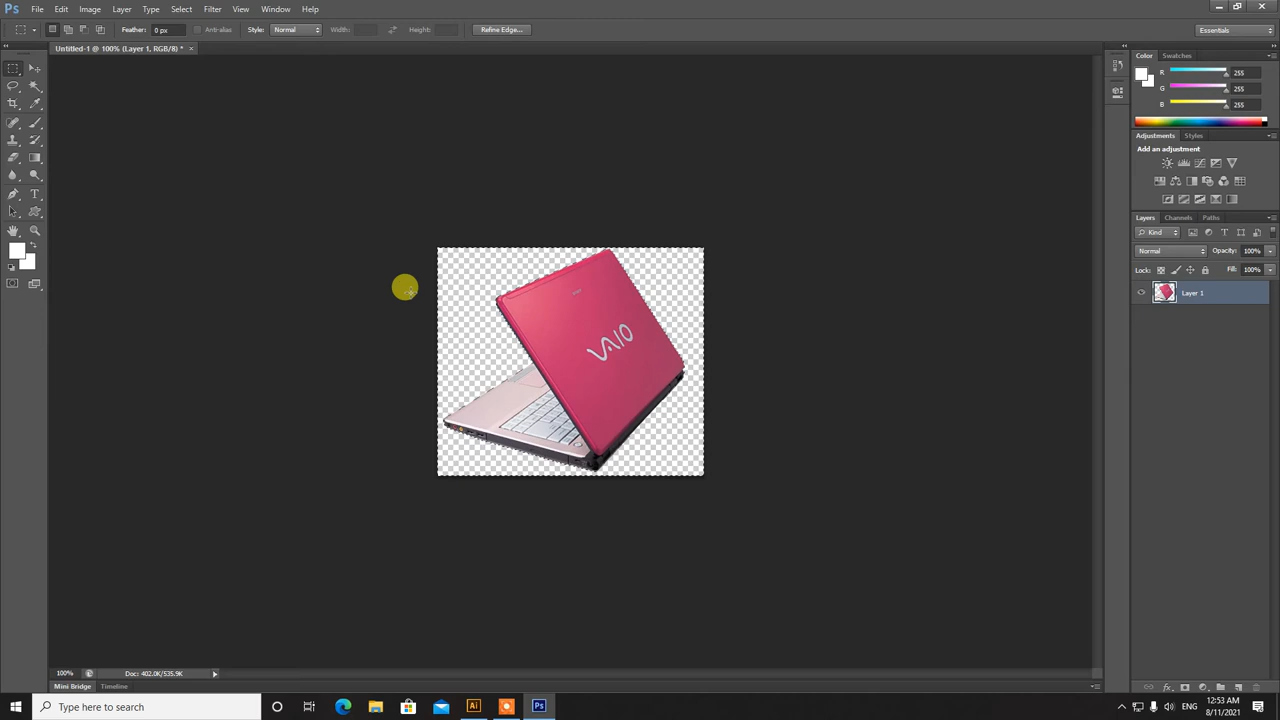 Ps File Edit Image Layer Type Select Filter View Window Help
Feather: 0 px Anti-alias Style: Normal Width: Height: Refine Edge... Essentials
Untitled-1 @ 100% (Layer 1, RGB/8) *
Color Swatches
R 255
G 255
B 255
Adjustments Styles
Add an adjustment
Layers Channels Paths
Kind
Normal Opacity: 100%
Lock: Fill: 100%
Layer 1
VAIO
100% Doc: 402.0K/535.9K
Mini Bridge Timeline
Type here to search
Ai Ps
ENG 12:53 AM
8/11/2021